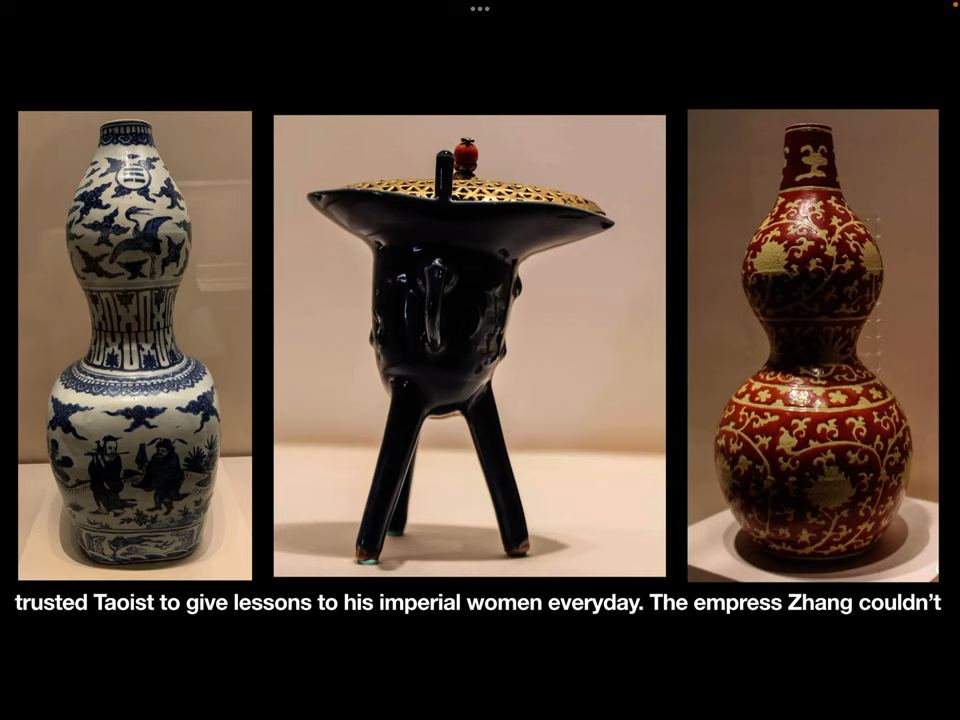 trusted Taoist to give lessons to his imperial women everyday. The empress Zhang couldn’t